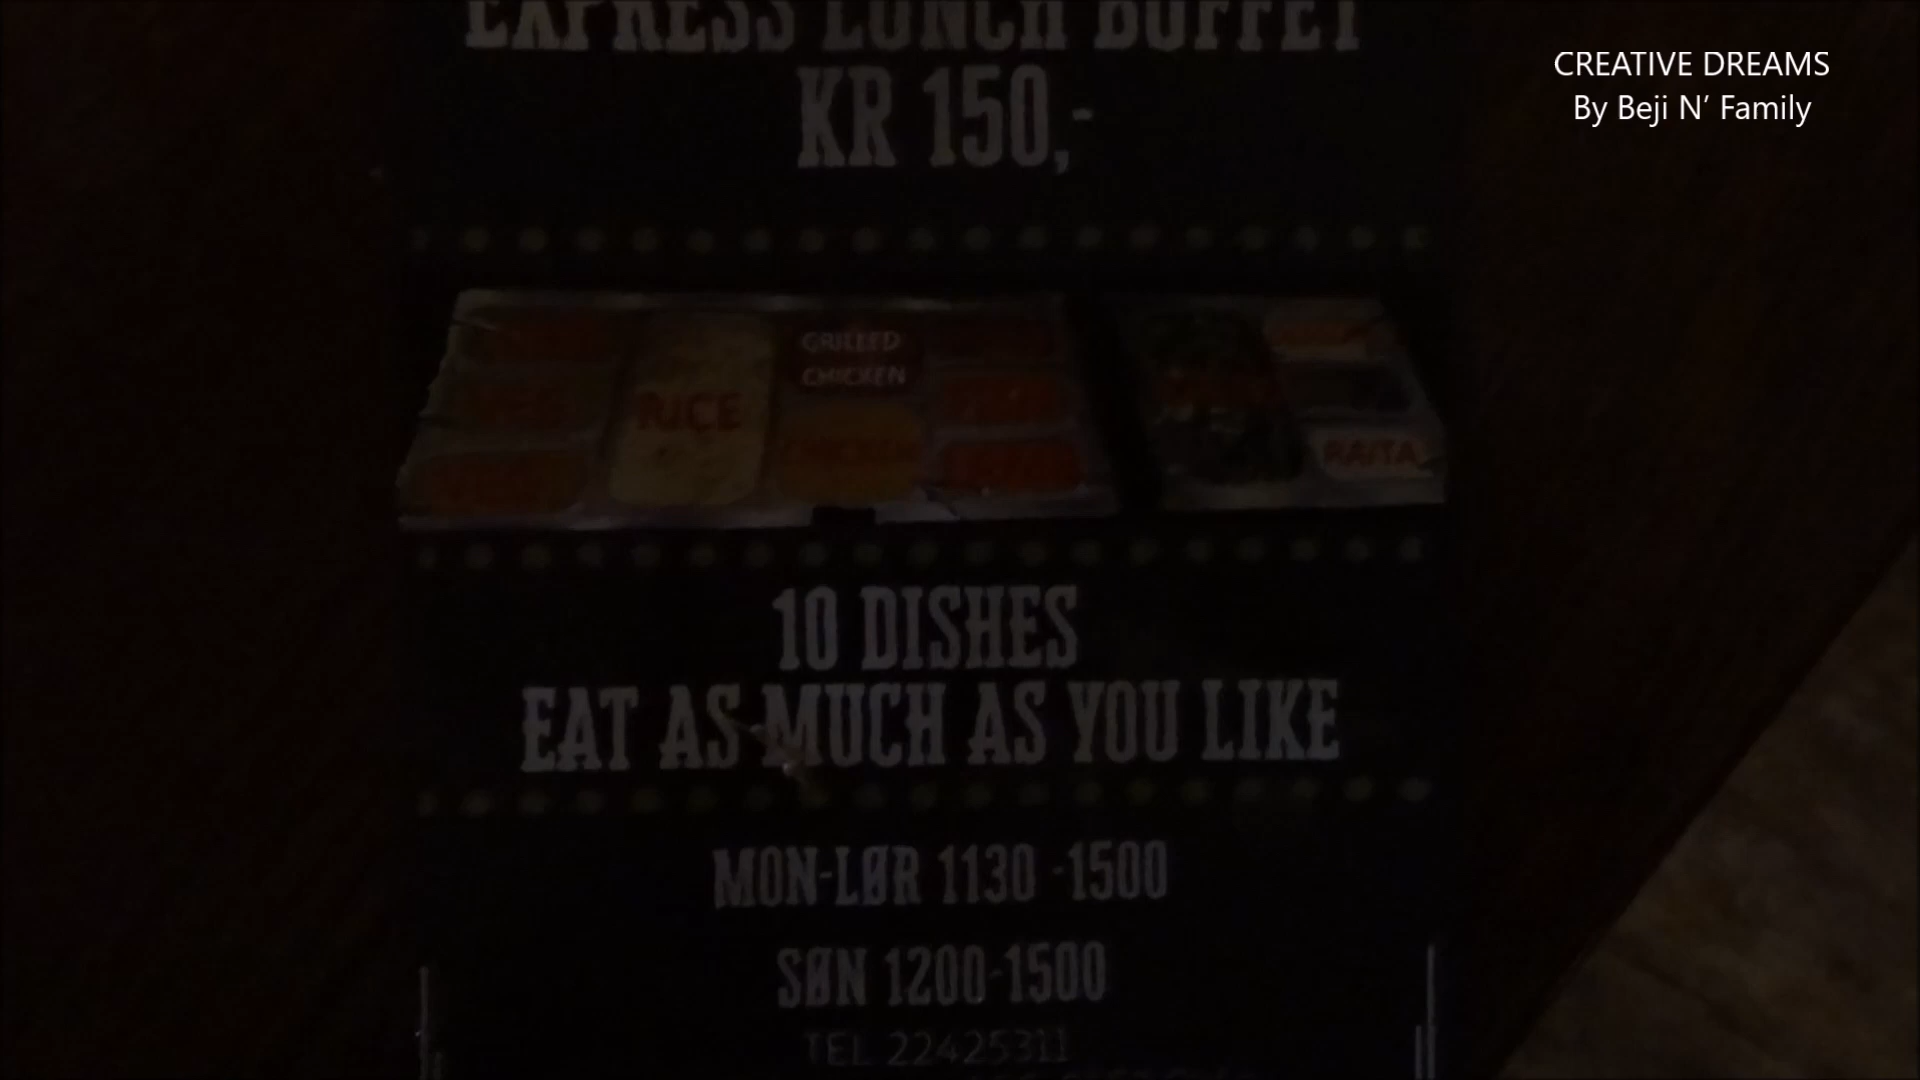 EXPRESS LUNCH BUFFET
KR 150,-
CREATIVE DREAMS
By Beji N' Family
GRILLED
CHICKEN
RICE
CHICKEN
RAITA
10 DISHES
EAT AS MUCH AS YOU LIKE
MON-LØR 1130 -1500
SØN 1200-1500
TEL 22425311